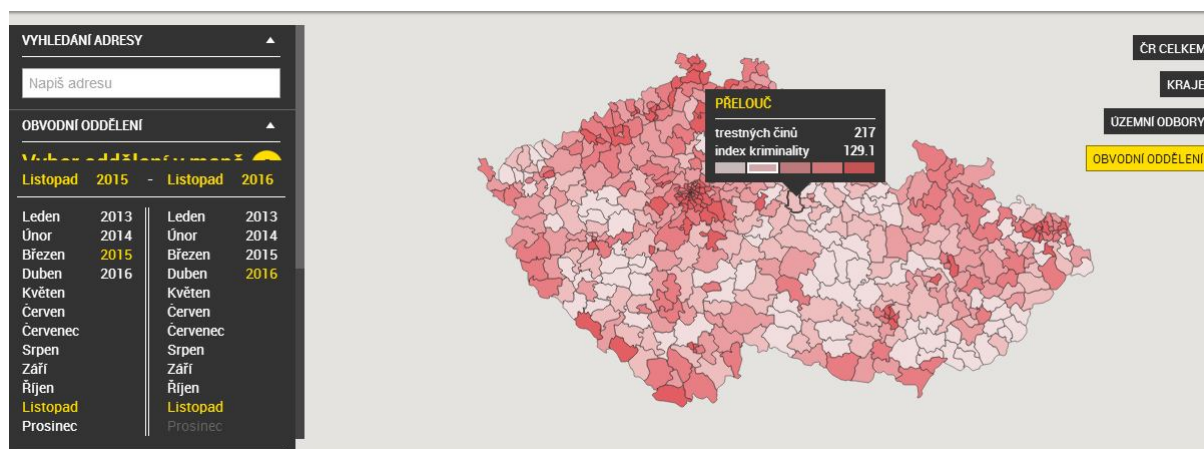 VYHLEDÁNÍ ADRESY
Napiš adresu
OBVODNÍ ODDĚLENÍ
Vyber oddělení v mapě
Listopad 2015 - Listopad 2016
Leden 2013 Leden 2013
Únor 2014 Únor 2014
Březen 2015 Březen 2015
Duben 2016 Duben 2016
Květen Květen
Červen Červen
Červenec Červenec
Srpen Srpen
Září Září
Říjen Říjen
Listopad Listopad
Prosinec Prosinec
PŘELOUČ
trestných činů 217
index kriminality 129.1
ČR CELKEM
KRAJE
ÚZEMNÍ ODBORY
OBVODNÍ ODDĚLENÍ